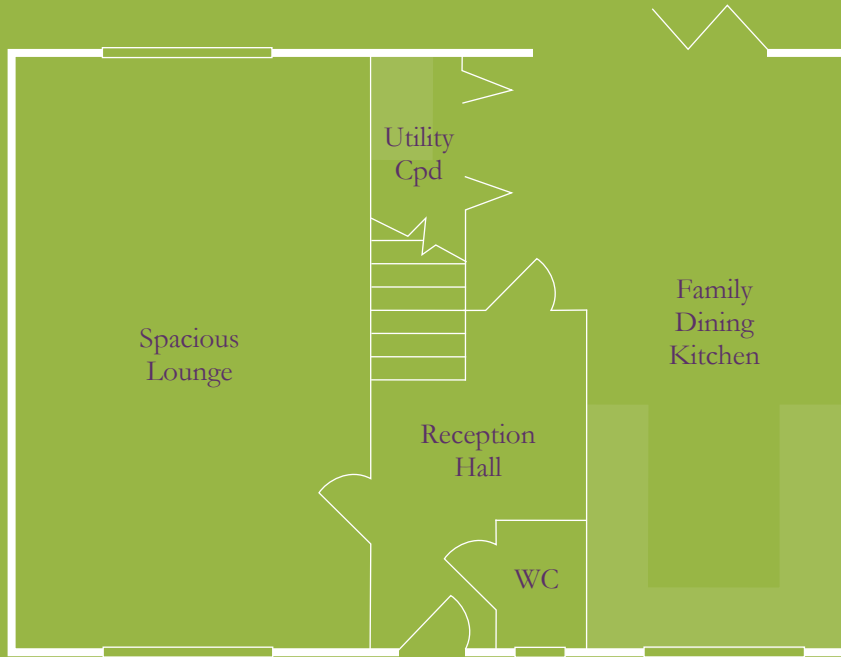 Utility
Cpd
Family
Dining
Kitchen
Spacious
Lounge
Reception
Hall
WC